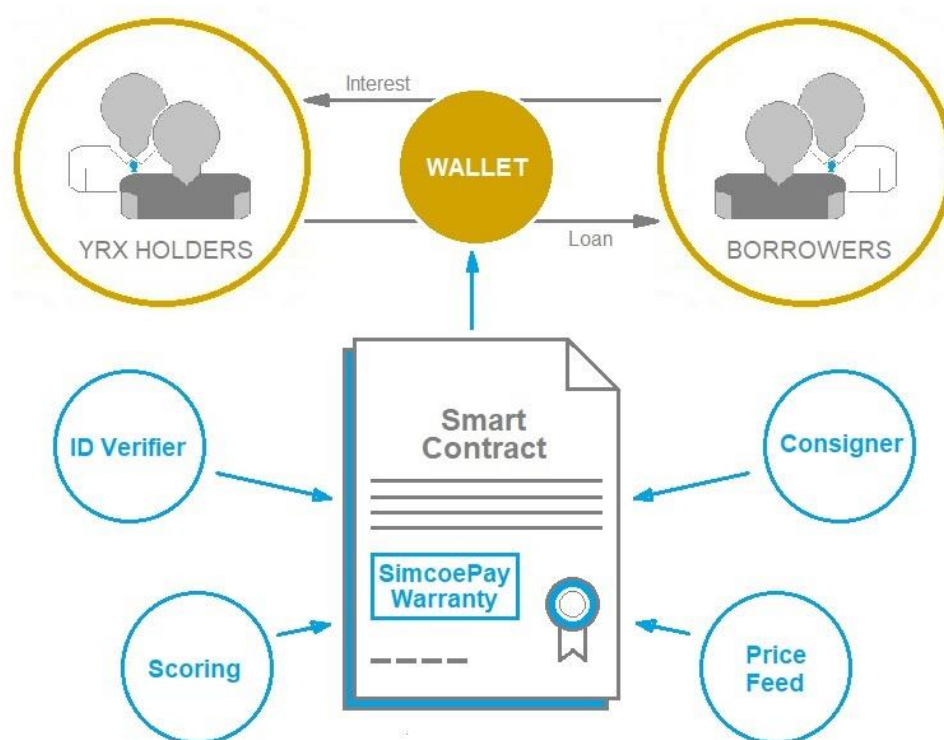 Interest
WALLET
YRX HOLDERS
Loan
BORROWERS
Smart
Contract
ID Verifier
Consigner
SimcoePay
Warranty
Scoring
Price
Feed